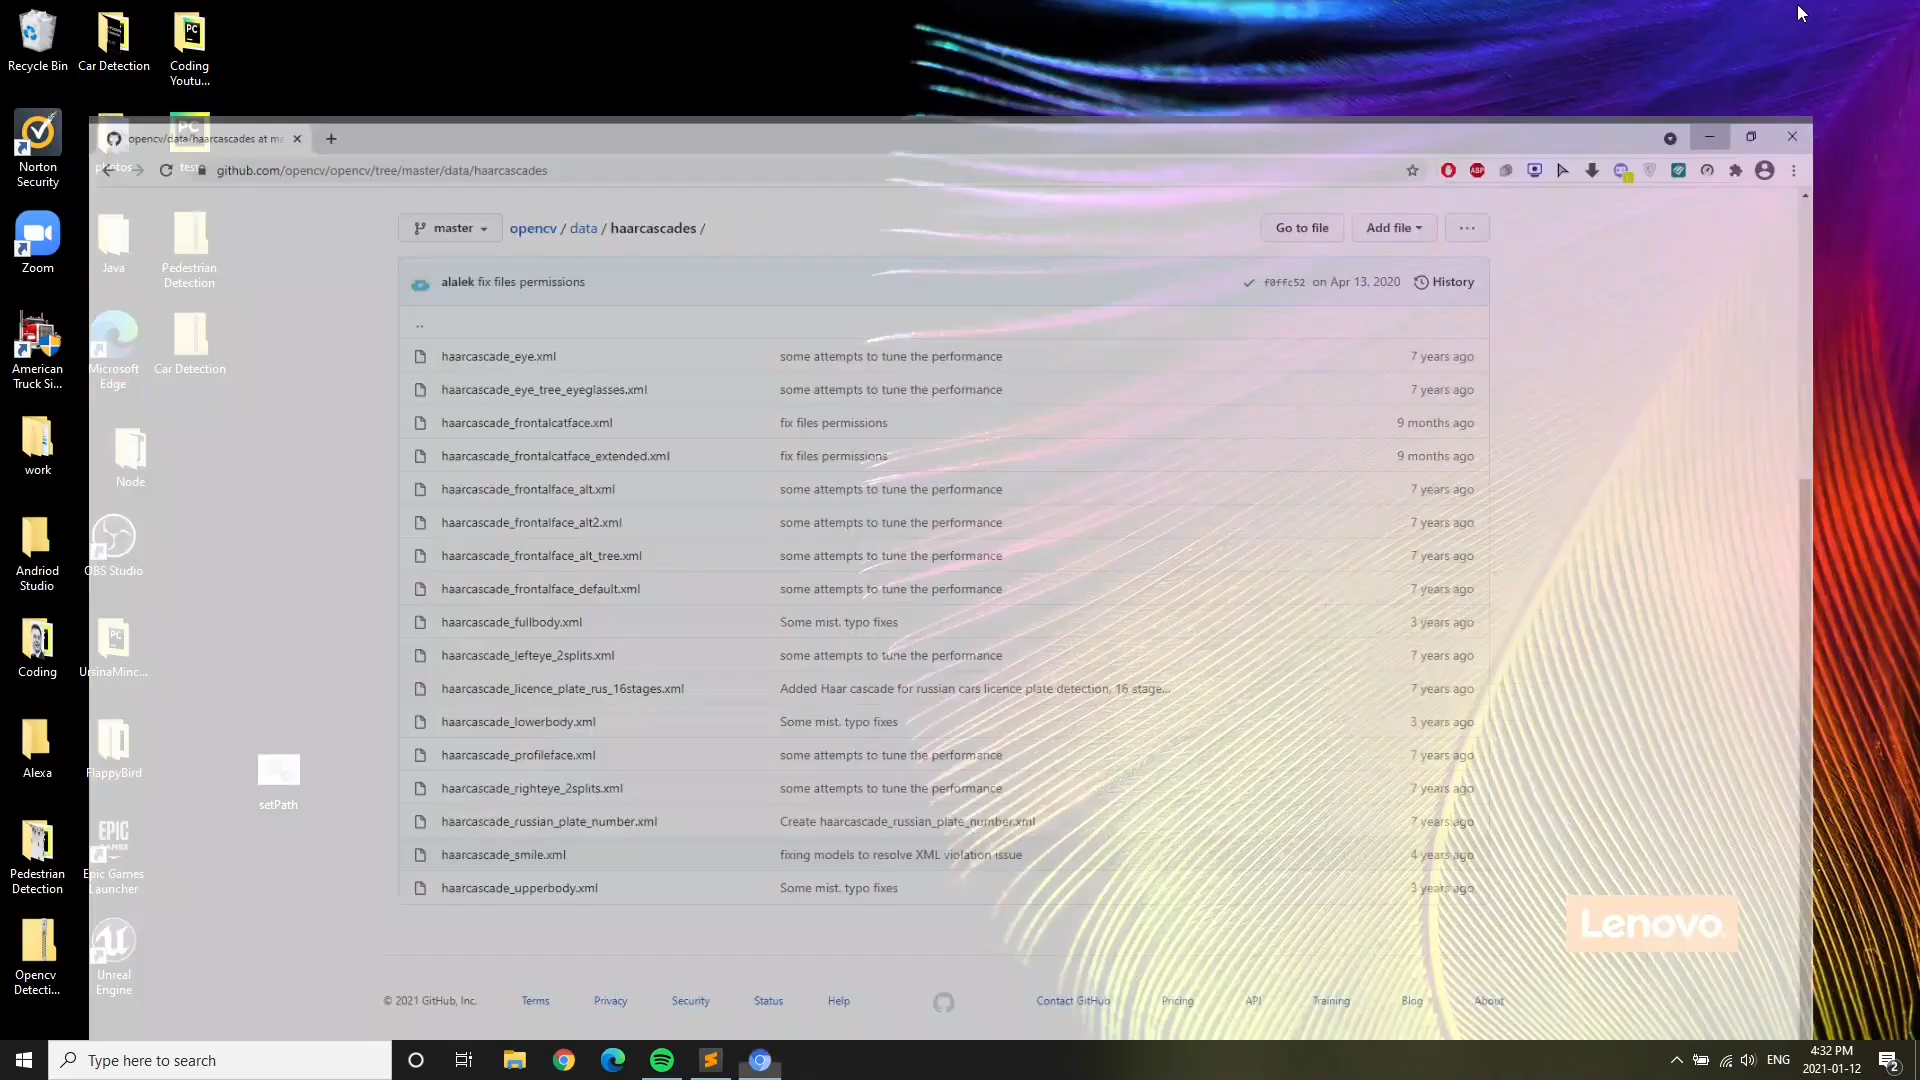 Recycle Bin
Car Detection
Coding
Youtu...
Norton
Security
photos
PC
test
Zoom
Java
Pedestrian
Detection
American
Truck Si...
Microsoft
Edge
Car Detection
work
Node
Andriod
Studio
OBS Studio
Coding
PC
UrsinaMinc...
Alexa
FlappyBird
setPath
Pedestrian
Detection
EPIC
GAMES
Epic Games
Launcher
Opencv
Detecti...
Unreal
Engine
opencv/data/haarcascades at ma
github.com/opencv/opencv/tree/master/data/haarcascades
ABP
master
opencv / data / haarcascades /
Go to file
Add file
...
alalek fix files permissions
f0ffc52 on Apr 13, 2020
History
..
haarcascade_eye.xml some attempts to tune the performance 7 years ago
haarcascade_eye_tree_eyeglasses.xml some attempts to tune the performance 7 years ago
haarcascade_frontalcatface.xml fix files permissions 9 months ago
haarcascade_frontalcatface_extended.xml fix files permissions 9 months ago
haarcascade_frontalface_alt.xml some attempts to tune the performance 7 years ago
haarcascade_frontalface_alt2.xml some attempts to tune the performance 7 years ago
haarcascade_frontalface_alt_tree.xml some attempts to tune the performance 7 years ago
haarcascade_frontalface_default.xml some attempts to tune the performance 7 years ago
haarcascade_fullbody.xml Some mist. typo fixes 3 years ago
haarcascade_lefteye_2splits.xml some attempts to tune the performance 7 years ago
haarcascade_licence_plate_rus_16stages.xml Added Haar cascade for russian cars licence plate detection, 16 stage... 7 years ago
haarcascade_lowerbody.xml Some mist. typo fixes 3 years ago
haarcascade_profileface.xml some attempts to tune the performance 7 years ago
haarcascade_righteye_2splits.xml some attempts to tune the performance 7 years ago
haarcascade_russian_plate_number.xml Create haarcascade_russian_plate_number.xml 7 years ago
haarcascade_smile.xml fixing models to resolve XML violation issue 4 years ago
haarcascade_upperbody.xml Some mist. typo fixes 3 years ago
Lenovo
© 2021 GitHub, Inc. Terms Privacy Security Status Help Contact GitHub Pricing API Training Blog About
Type here to search
ENG
4:32 PM
2021-01-12
2